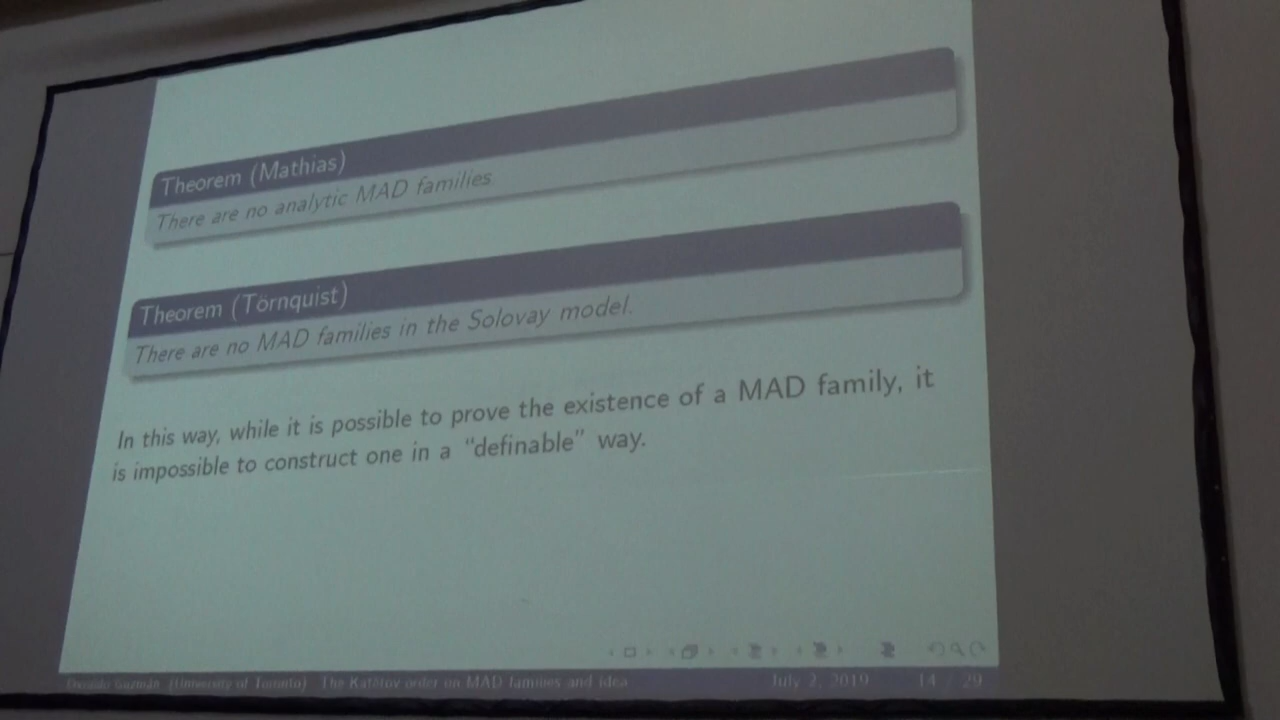 Theorem (Mathias)
There are no analytic MAD families.
Theorem (Törnquist)
There are no MAD families in the Solovay model.
In this way, while it is possible to prove the existence of a MAD family, it
is impossible to construct one in a “definable” way.
Guzmán (University of Toronto) The Katětov order on MAD families and idea July 2, 2019 14 / 29